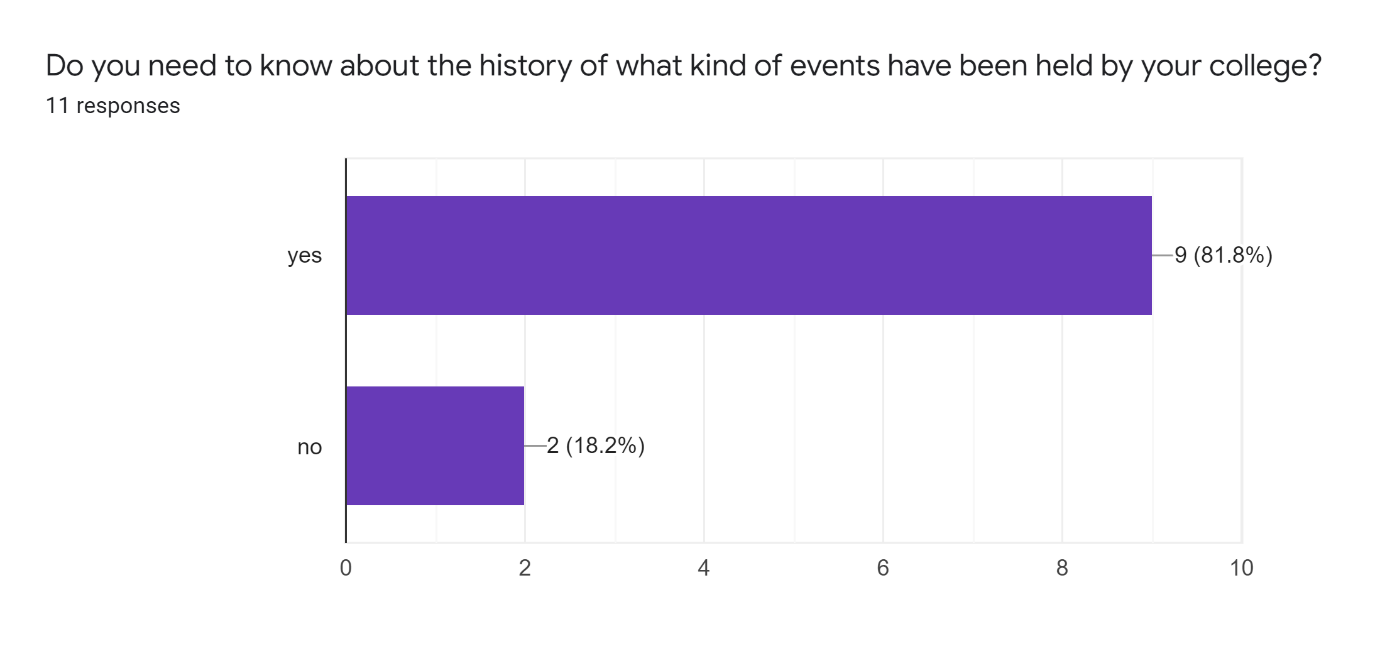 Do you need to know about the history of what kind of events have been held by your college?
11 responses
yes
9 (81.8%)
no
2 (18.2%)
0 2 4 6 8 10